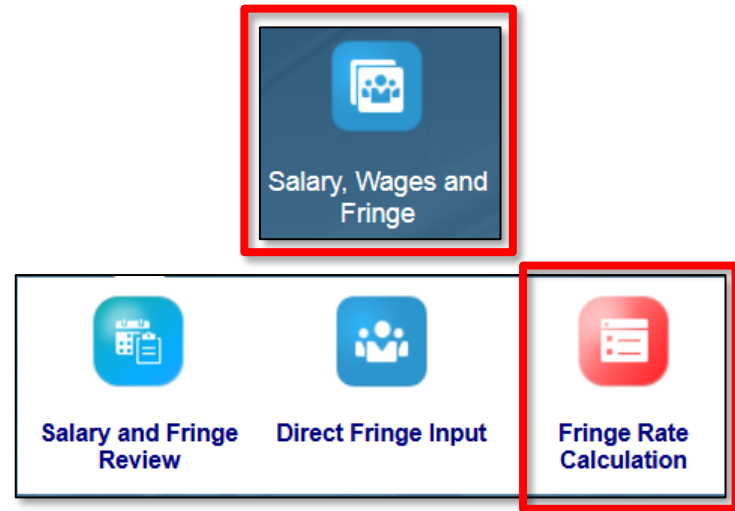 Salary, Wages and
Fringe
Salary and Fringe
Review
Direct Fringe Input
Fringe Rate
Calculation